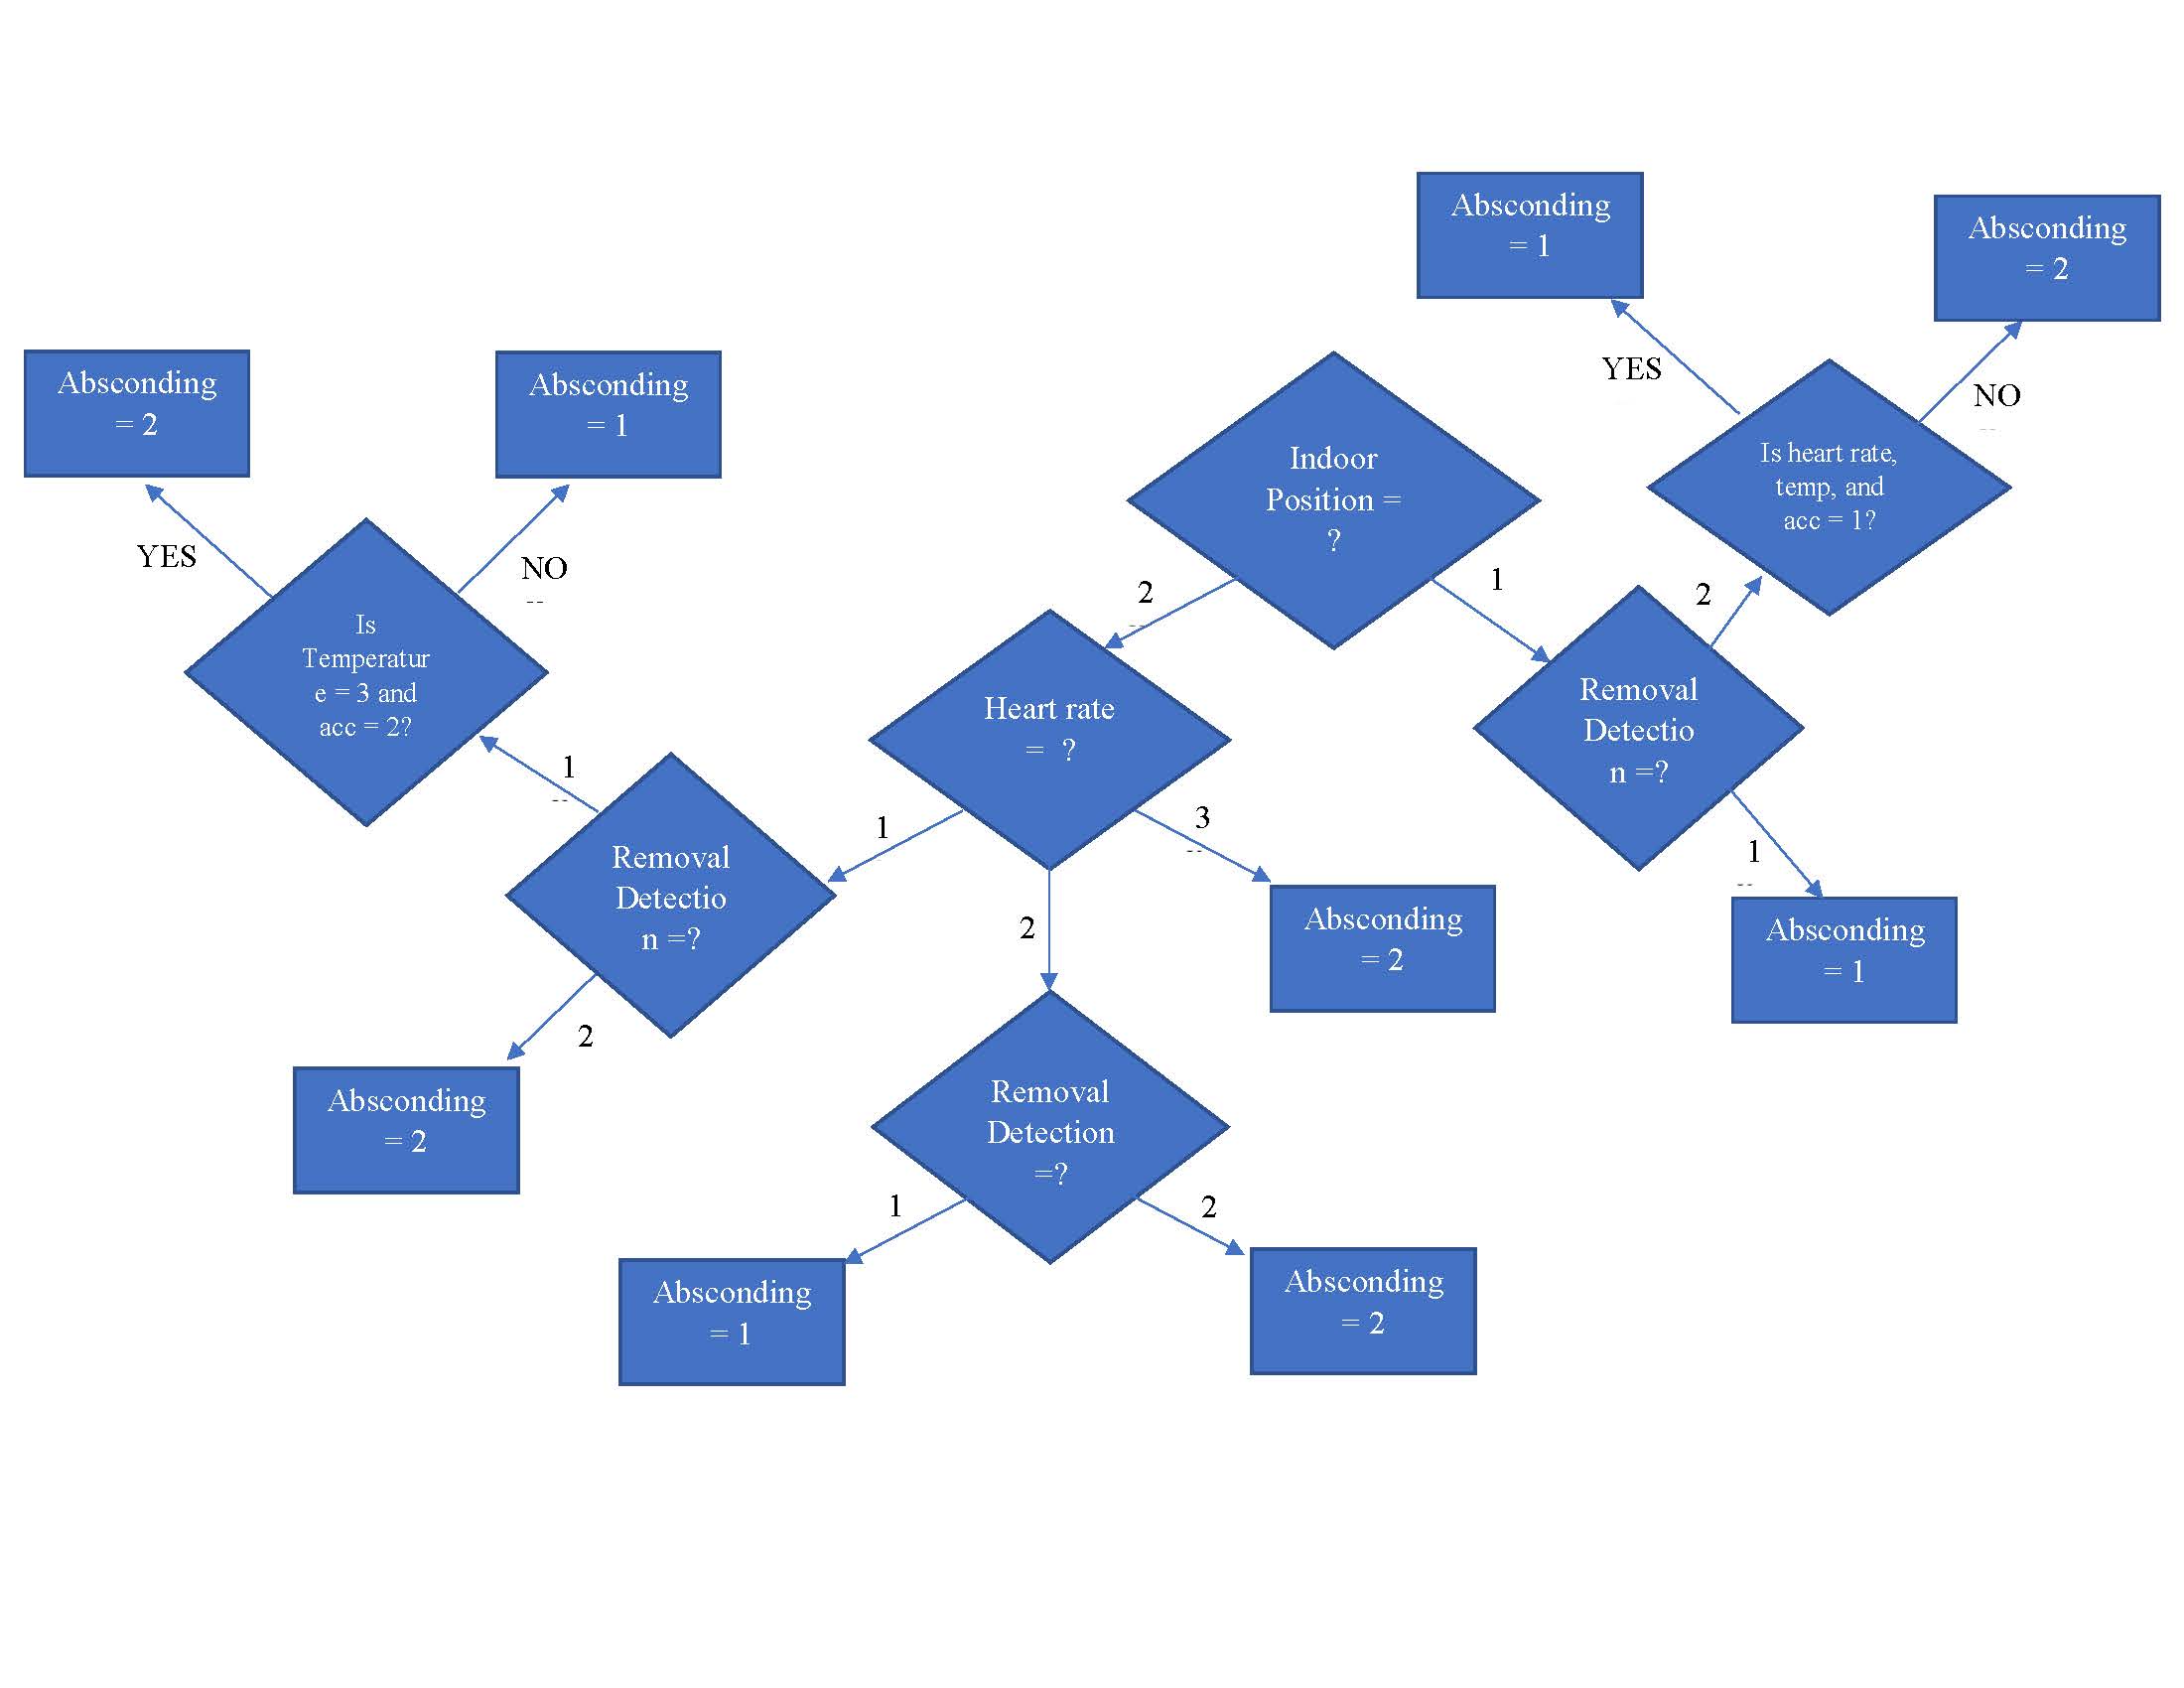 Absconding
= 1
Absconding
= 2
YES
NO
--
Is heart rate,
temp, and
acc = 1?
Absconding
= 2
Absconding
= 1
YES
NO
--
Indoor
Position =
?
2
--
1
2
Is
Temperatur
e = 3 and
acc = 2?
Heart rate
= ?
Removal
Detectio
n =?
1
--
1
3
--
2
1
--
Removal
Detectio
n =?
2
Absconding
= 2
Absconding
= 1
Absconding
= 2
Removal
Detection
=?
1
2
Absconding
= 1
Absconding
= 2